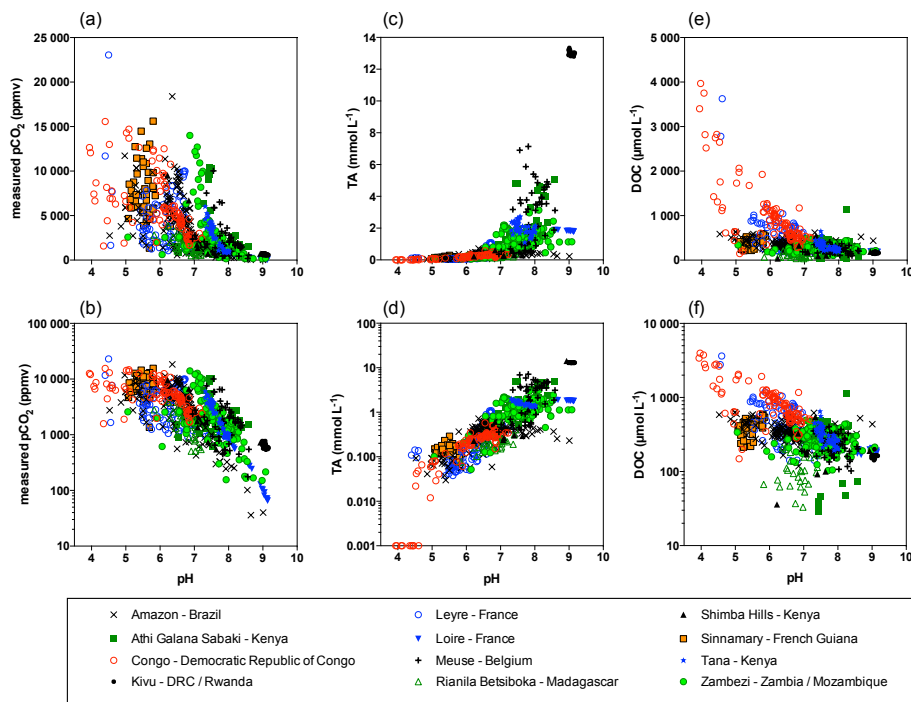 (a)
25 000
20 000
15 000
10 000
5 000
0
measured pCO₂ (ppmv)
4 5 6 7 8 9 10
(c)
14
12
10
8
6
4
2
0
TA (mmol L⁻¹)
4 5 6 7 8 9 10
(e)
5 000
4 000
3 000
2 000
1 000
0
DOC (µmol L⁻¹)
4 5 6 7 8 9 10
(b)
100 000
10 000
1 000
100
10
measured pCO₂ (ppmv)
4 5 6 7 8 9 10
pH
(d)
100
10
1
0.100
0.010
0.001
TA (mmol L⁻¹)
4 5 6 7 8 9 10
pH
(f)
10 000
1 000
100
10
DOC (µmol L⁻¹)
4 5 6 7 8 9 10
pH
Amazon - Brazil
Athi Galana Sabaki - Kenya
Congo - Democratic Republic of Congo
Kivu - DRC / Rwanda
Leyre - France
Loire - France
Meuse - Belgium
Rianila Betsiboka - Madagascar
Shimba Hills - Kenya
Sinnamary - French Guiana
Tana - Kenya
Zambezi - Zambia / Mozambique